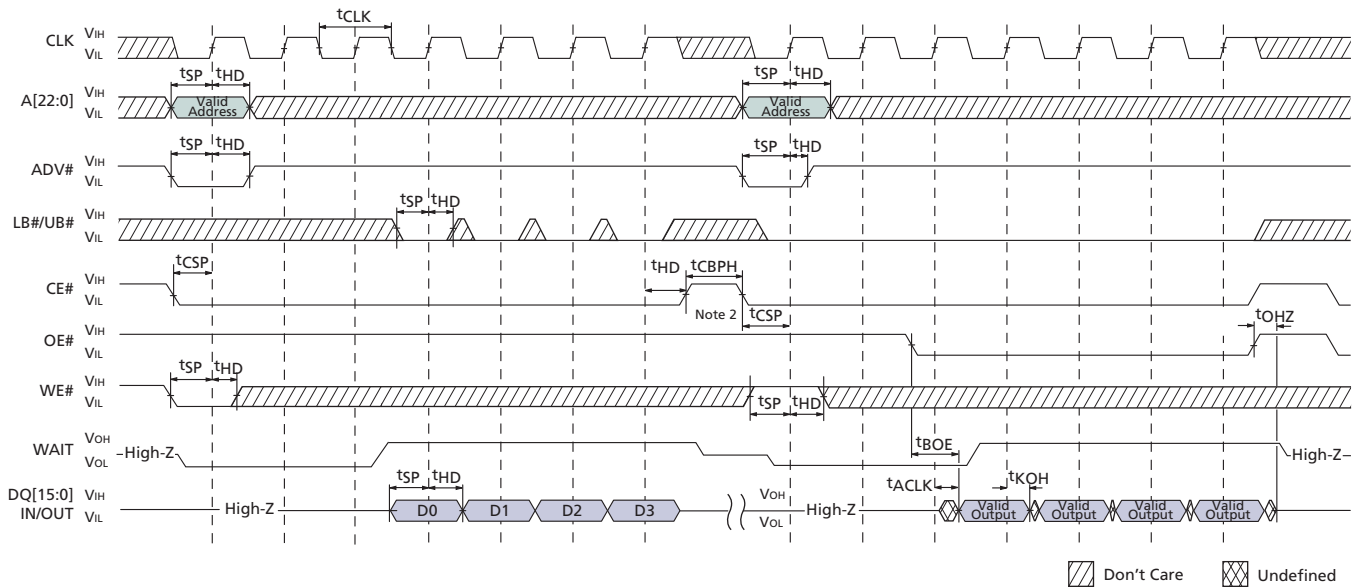 tCLK
CLK VIH
VIL
tSP tHD tSP tHD
A[22:0] VIH
VIL
Valid Address Valid Address
tSP tHD tSP tHD
ADV# VIH
VIL
tSP tHD
LB#/UB# VIH
VIL
tCSP tHD tCBPH
CE# VIH
VIL
Note 2
tCSP
OE# VIH
VIL
tOHZ
tSP tHD
WE# VIH
VIL
tSP tHD
WAIT VOH
VOL
High-Z High-Z
tBOE
tSP tHD tACLK tKOH
DQ[15:0] VIH
IN/OUT VIL
High-Z D0 D1 D2 D3 VOH
VOL
High-Z Valid Output Valid Output Valid Output Valid Output
Don't Care Undefined